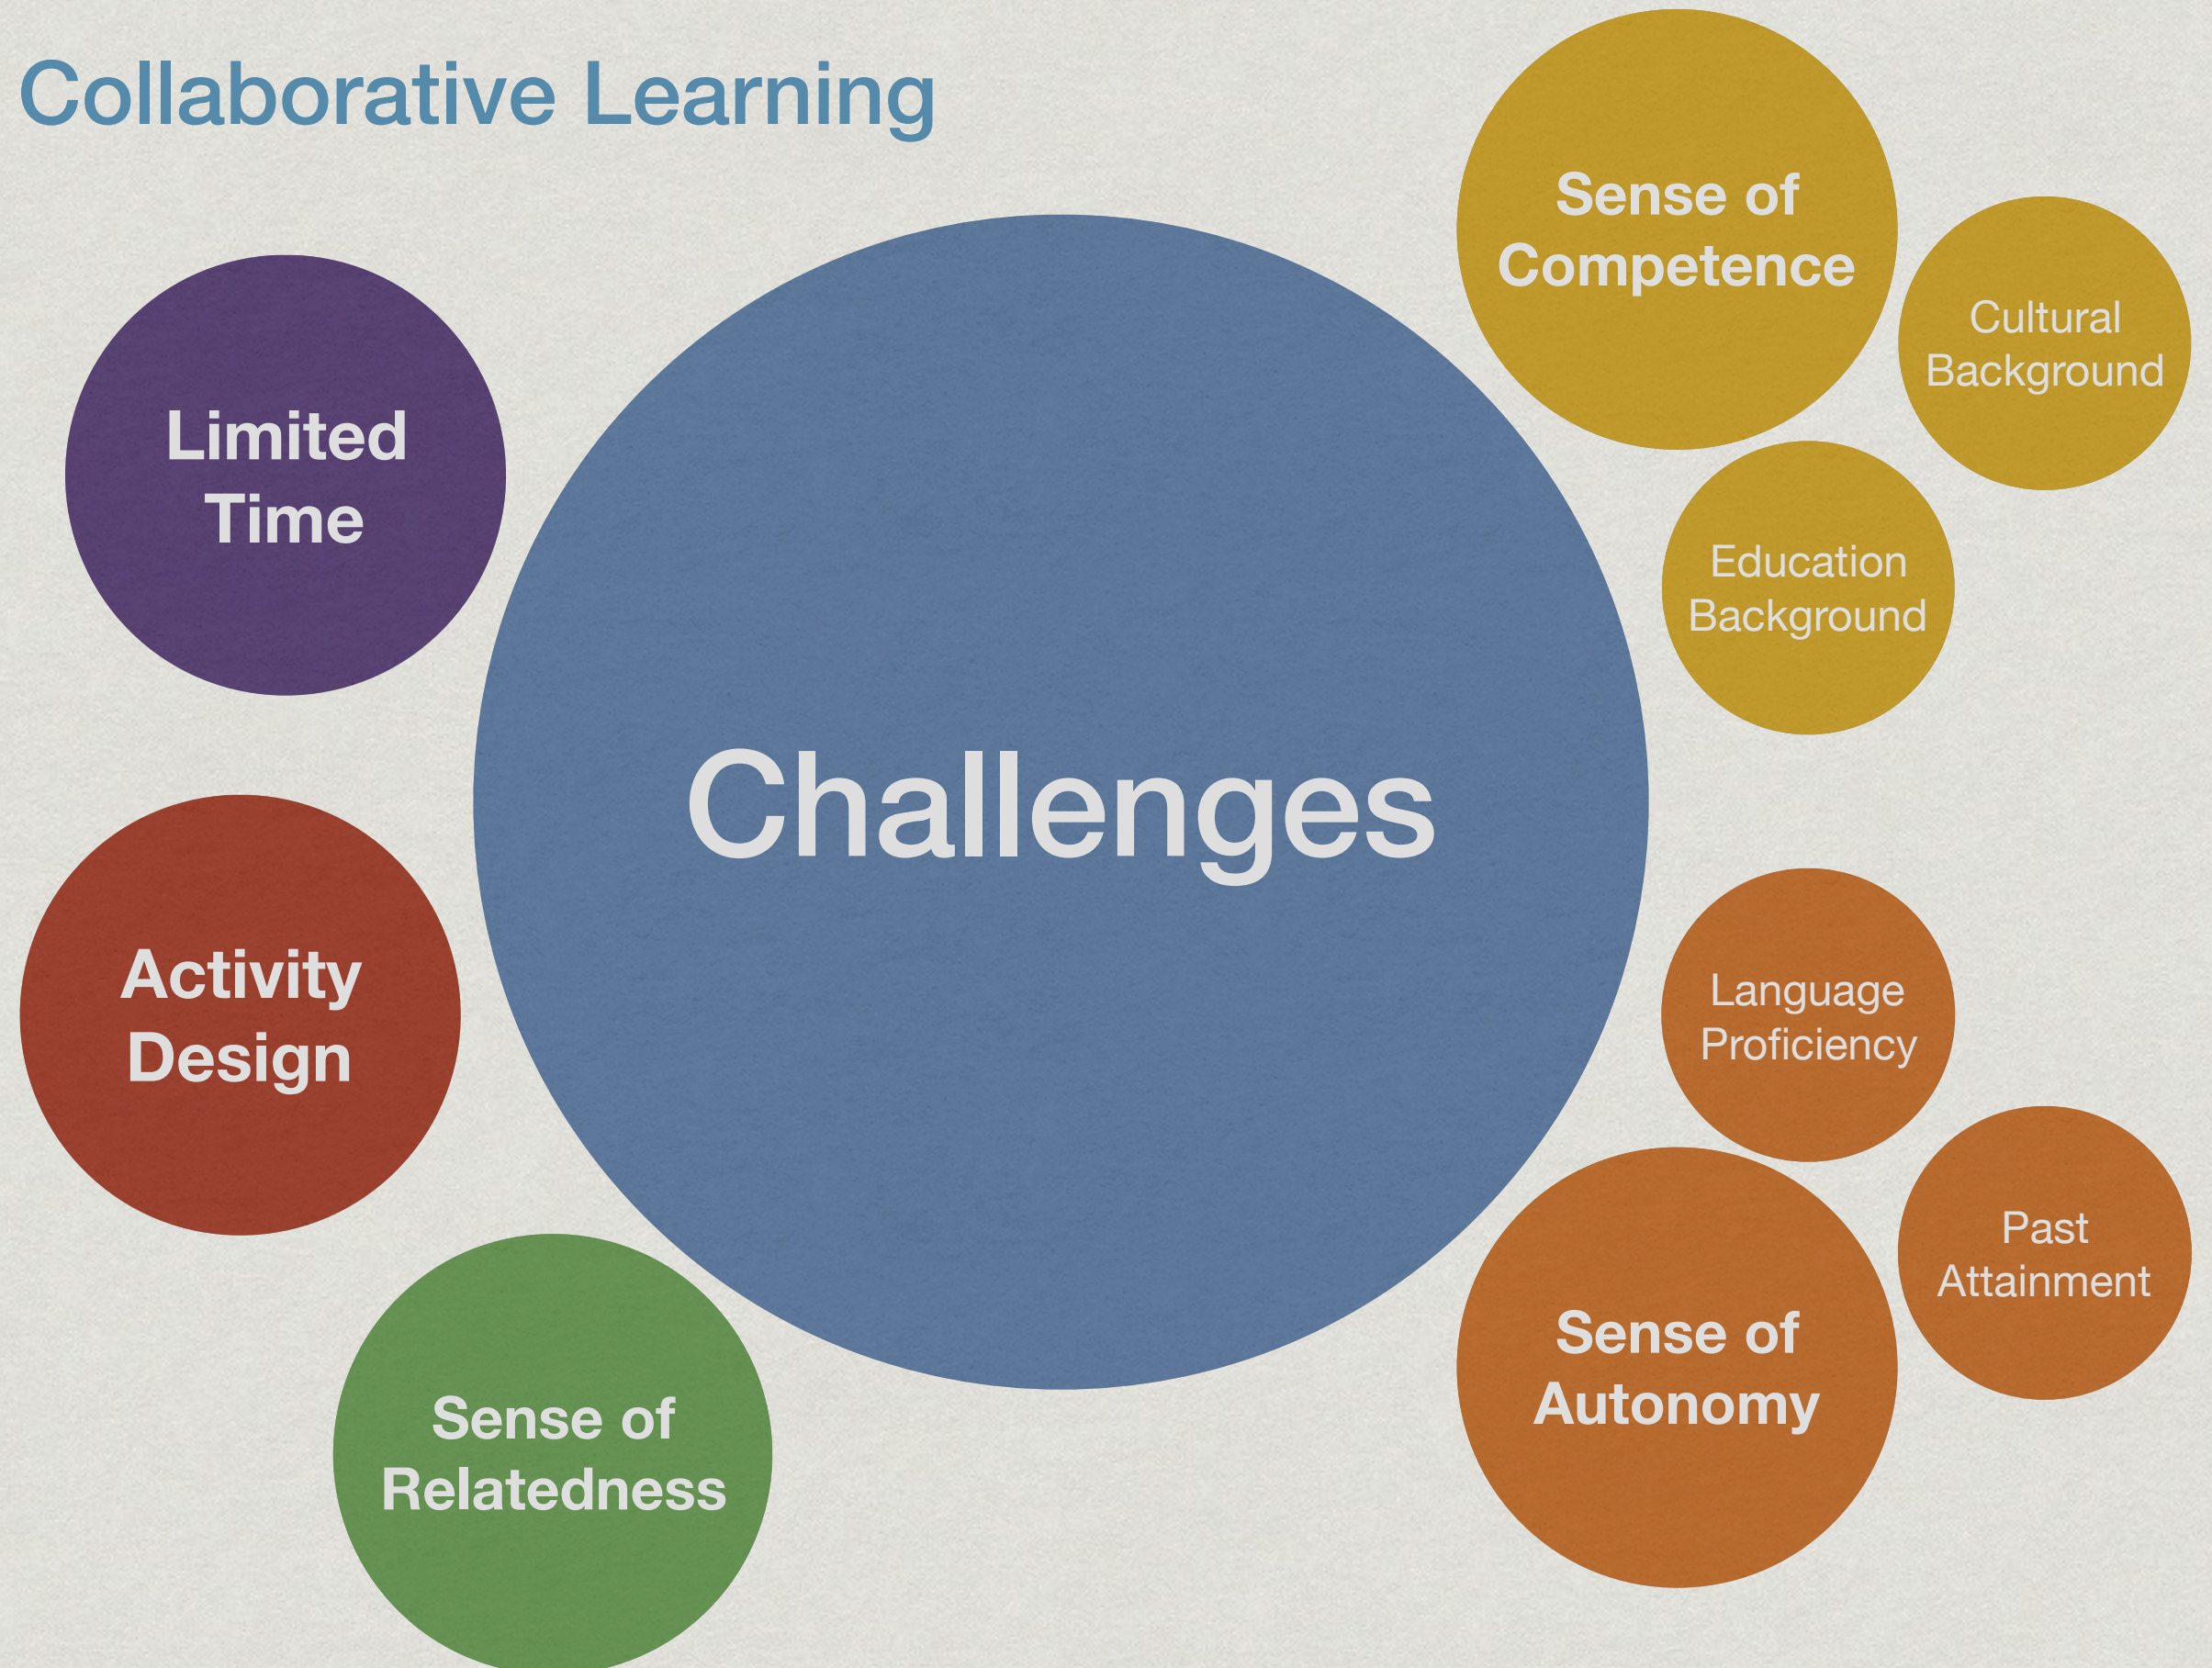 Collaborative Learning
Challenges
Limited
Time
Activity
Design
Sense of
Relatedness
Sense of
Competence
Cultural
Background
Education
Background
Language
Proficiency
Past
Attainment
Sense of
Autonomy